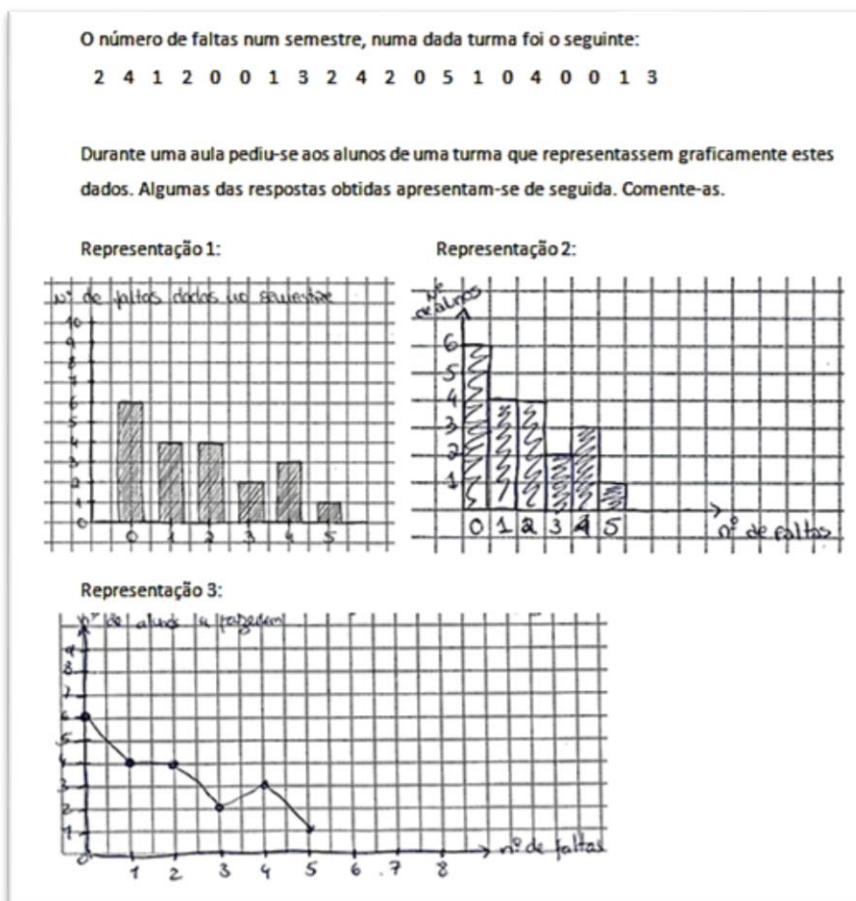 O número de faltas num semestre, numa dada turma foi o seguinte:
2 4 1 2 0 0 1 3 2 4 2 0 5 1 0 4 0 0 1 3
Durante uma aula pediu-se aos alunos de uma turma que representassem graficamente estes
dados. Algumas das respostas obtidas apresentam-se de seguida. Comente-as.
Representação 1:
Nº de faltas dadas no semestre
10
9
8
7
6
5
4
3
2
1
0
0 1 2 3 4 5
Representação 2:
Nº
de alunos
6
5
4
3
2
1
0 1 2 3 4 5
nº de faltas
Representação 3:
nº de alunos a fazerem
9
8
7
6
5
4
3
2
1
0
1 2 3 4 5 6 7 8
nº de faltas